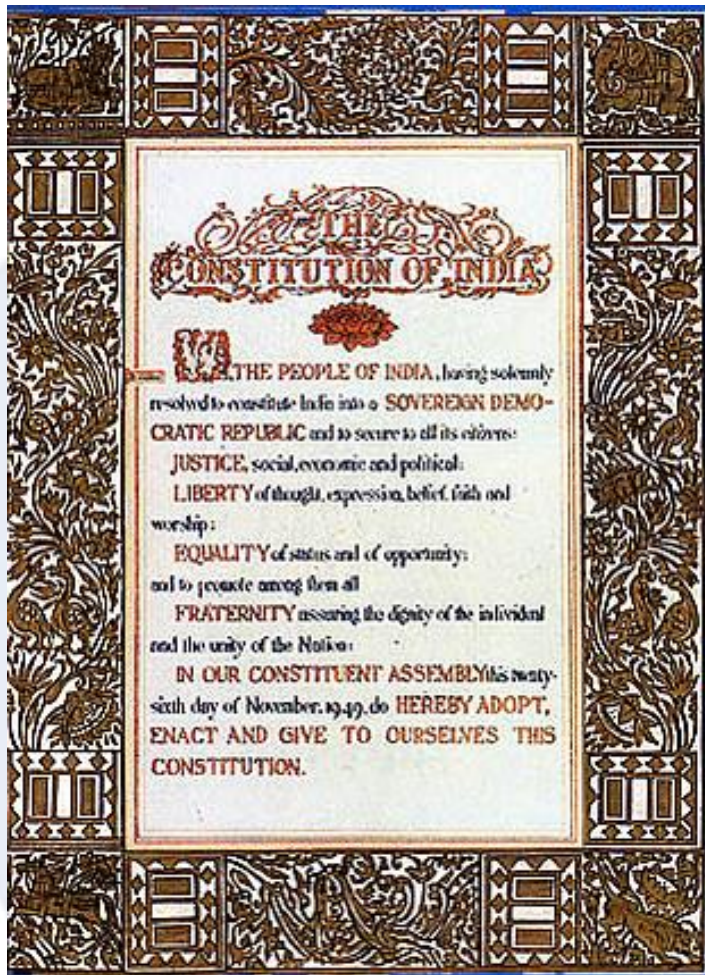 THE
CONSTITUTION OF INDIA
WE, THE PEOPLE OF INDIA, having solemnly
resolved to constitute India into a SOVEREIGN DEMO-
CRATIC REPUBLIC and to secure to all its citizens:
JUSTICE, social, economic and political;
LIBERTY of thought, expression, belief, faith and
worship;
EQUALITY of status and of opportunity;
and to promote among them all
FRATERNITY assuring the dignity of the individual
and the unity of the Nation;
IN OUR CONSTITUENT ASSEMBLY this twenty-
sixth day of November, 1949, do HEREBY ADOPT,
ENACT AND GIVE TO OURSELVES THIS
CONSTITUTION.